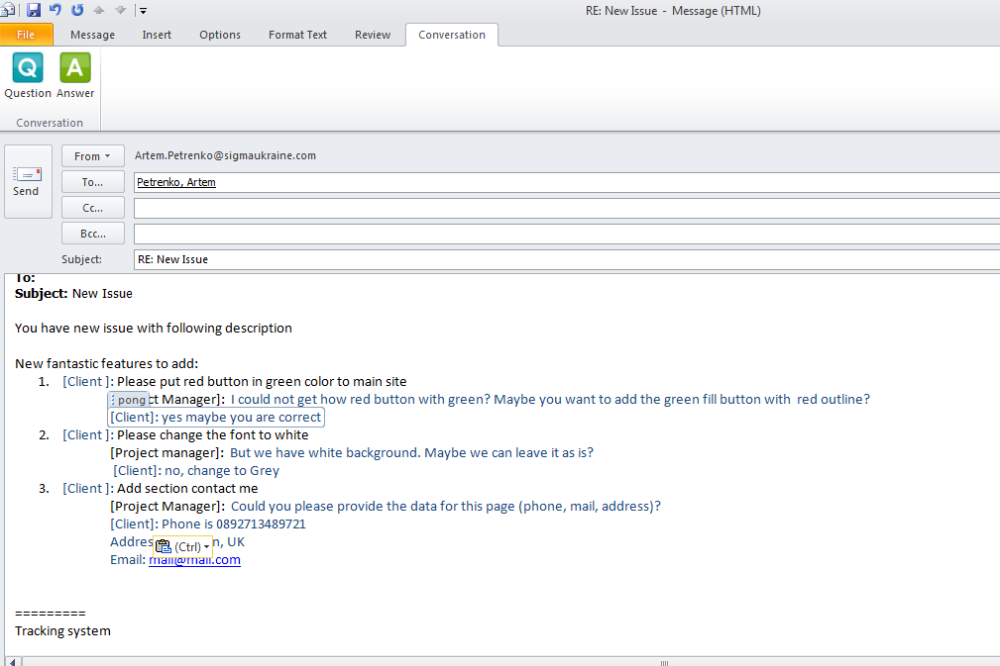 RE: New Issue - Message (HTML)
File Message Insert Options Format Text Review Conversation
Q A
Question Answer
Conversation
Send
From Artem.Petrenko@sigmaukraine.com
To... Petrenko, Artem
Cc...
Bcc...
Subject: RE: New Issue
To:
Subject: New Issue
You have new issue with following description
New fantastic features to add:
1. [Client ]: Please put red button in green color to main site
pong ct Manager]: I could not get how red button with green? Maybe you want to add the green fill button with red outline?
[Client]: yes maybe you are correct
2. [Client ]: Please change the font to white
[Project manager]: But we have white background. Maybe we can leave it as is?
[Client]: no, change to Grey
3. [Client ]: Add section contact me
[Project Manager]: Could you please provide the data for this page (phone, mail, address)?
[Client]: Phone is 0892713489721
Addres (Ctrl) n, UK
Email: mail@mail.com
=========
Tracking system